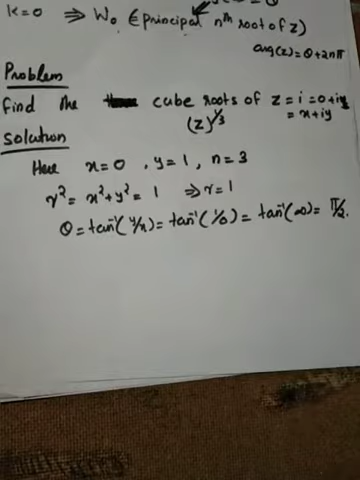 k=0 ⇒ W₀ ∈ principal nᵗʰ root of z)
arg(z)=θ+2nπ
Problem
find the cube roots of z = i = 0+iy
(z)^1/3 = x+iy
Solution
Here x=0 , y=1 , n=3
r² = x²+y² = 1 ⇒ r=1
θ = tan⁻¹(y/x) = tan⁻¹(1/0) = tan⁻¹(∞) = π/2.